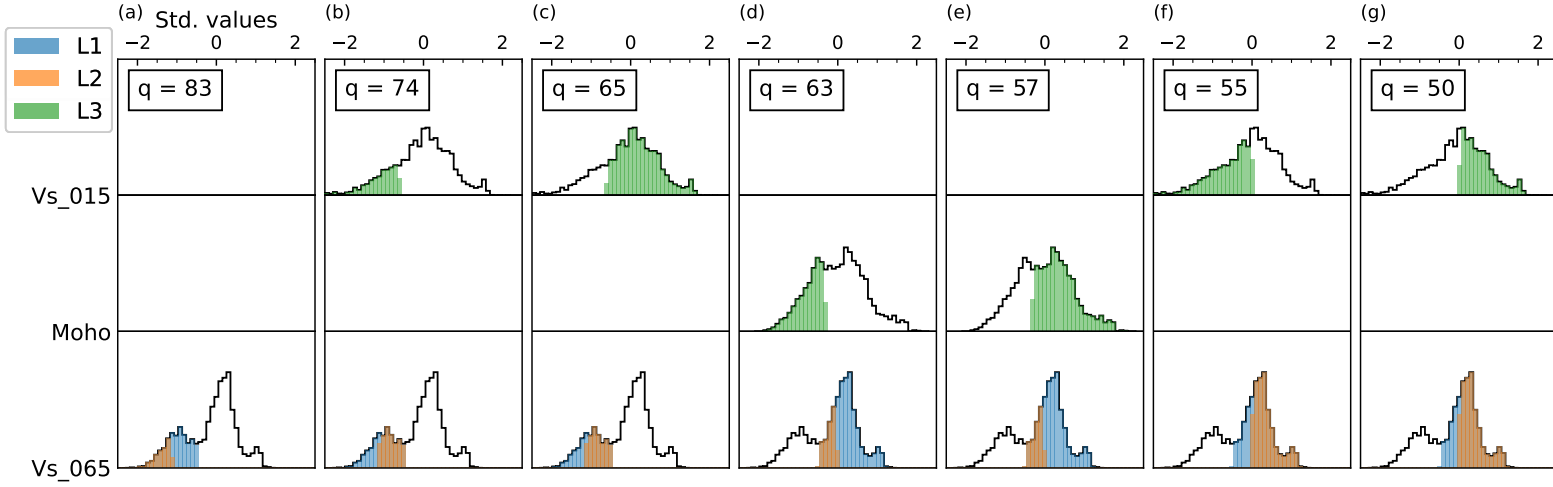 (a) (b) (c) (d) (e) (f) (g)
Std. values
−2 0 2 −2 0 2 −2 0 2 −2 0 2 −2 0 2 −2 0 2 −2 0 2
L1
L2
L3
q = 83 q = 74 q = 65 q = 63 q = 57 q = 55 q = 50
Vs_015
Moho
Vs_065